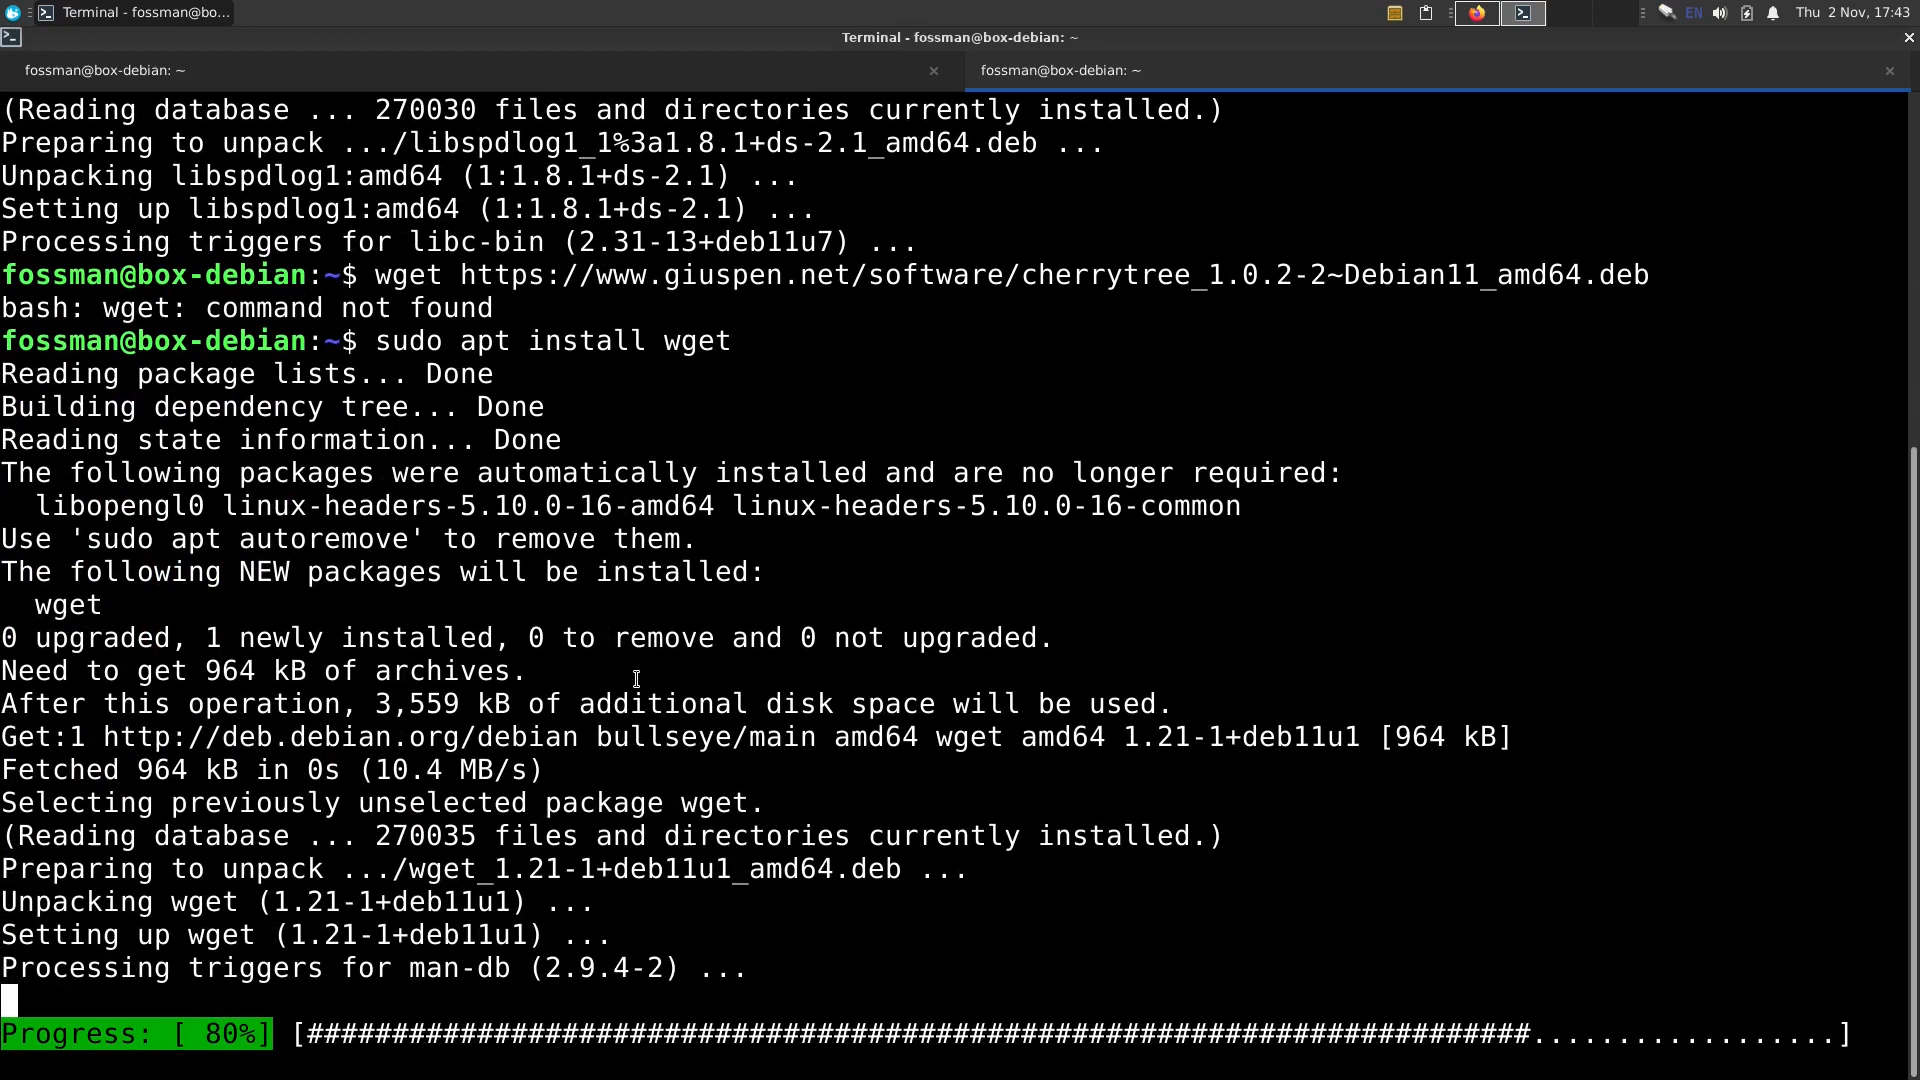 Terminal - fossman@bo...
EN
Thu 2 Nov, 17:43
Terminal - fossman@box-debian: ~
fossman@box-debian: ~
fossman@box-debian: ~
(Reading database ... 270030 files and directories currently installed.)
Preparing to unpack .../libspdlog1_1%3a1.8.1+ds-2.1_amd64.deb ...
Unpacking libspdlog1:amd64 (1:1.8.1+ds-2.1) ...
Setting up libspdlog1:amd64 (1:1.8.1+ds-2.1) ...
Processing triggers for libc-bin (2.31-13+deb11u7) ...
fossman@box-debian:~$ wget https://www.giuspen.net/software/cherrytree_1.0.2-2~Debian11_amd64.deb
bash: wget: command not found
fossman@box-debian:~$ sudo apt install wget
Reading package lists... Done
Building dependency tree... Done
Reading state information... Done
The following packages were automatically installed and are no longer required:
  libopengl0 linux-headers-5.10.0-16-amd64 linux-headers-5.10.0-16-common
Use 'sudo apt autoremove' to remove them.
The following NEW packages will be installed:
  wget
0 upgraded, 1 newly installed, 0 to remove and 0 not upgraded.
Need to get 964 kB of archives.
After this operation, 3,559 kB of additional disk space will be used.
Get:1 http://deb.debian.org/debian bullseye/main amd64 wget amd64 1.21-1+deb11u1 [964 kB]
Fetched 964 kB in 0s (10.4 MB/s)
Selecting previously unselected package wget.
(Reading database ... 270035 files and directories currently installed.)
Preparing to unpack .../wget_1.21-1+deb11u1_amd64.deb ...
Unpacking wget (1.21-1+deb11u1) ...
Setting up wget (1.21-1+deb11u1) ...
Processing triggers for man-db (2.9.4-2) ...
Progress: [ 80%] [########################################################################..................]